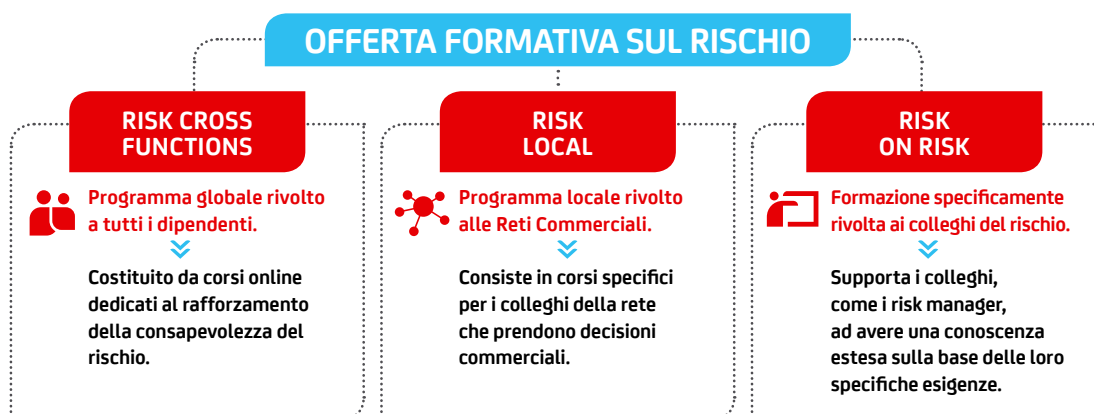 OFFERTA FORMATIVA SUL RISCHIO
RISK CROSS
FUNCTIONS
Programma globale rivolto
a tutti i dipendenti.
Costituito da corsi online
dedicati al rafforzamento
della consapevolezza del
rischio.
RISK
LOCAL
Programma locale rivolto
alle Reti Commerciali.
Consiste in corsi specifici
per i colleghi della rete
che prendono decisioni
commerciali.
RISK
ON RISK
Formazione specificamente
rivolta ai colleghi del rischio.
Supporta i colleghi,
come i risk manager,
ad avere una conoscenza
estesa sulla base delle loro
specifiche esigenze.